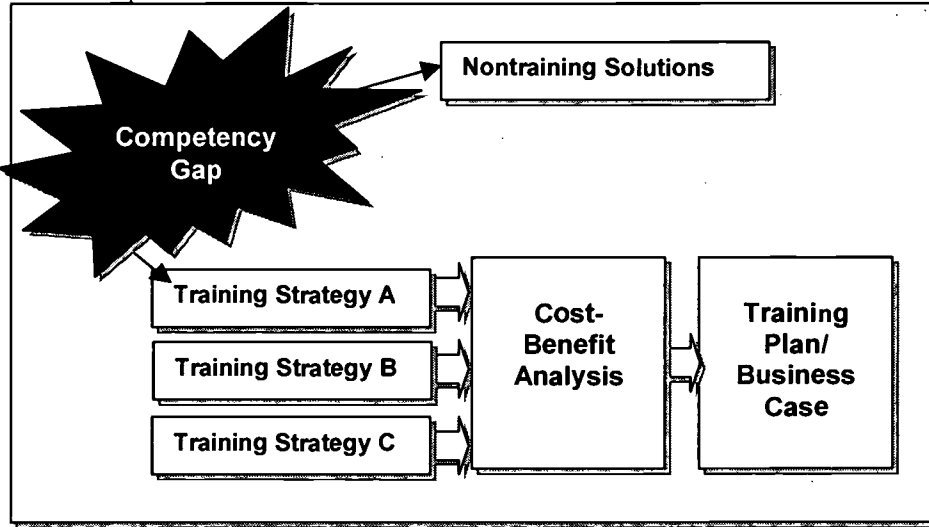 Nontraining Solutions
Competency
Gap
Training Strategy A
Training Strategy B
Training Strategy C
Cost-
Benefit
Analysis
Training
Plan/
Business
Case